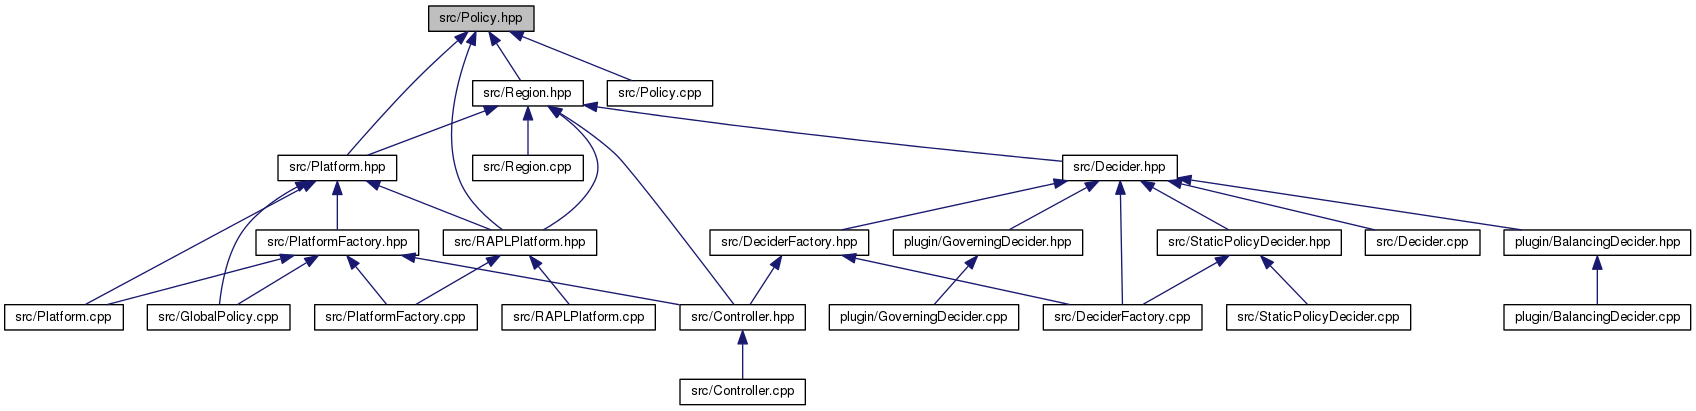 src/Policy.hpp
src/Region.hpp
src/Policy.cpp
src/Platform.hpp
src/Region.cpp
src/Decider.hpp
src/PlatformFactory.hpp
src/RAPLPlatform.hpp
src/DeciderFactory.hpp
plugin/GoverningDecider.hpp
src/StaticPolicyDecider.hpp
src/Decider.cpp
plugin/BalancingDecider.hpp
src/Platform.cpp
src/GlobalPolicy.cpp
src/PlatformFactory.cpp
src/RAPLPlatform.cpp
src/Controller.hpp
plugin/GoverningDecider.cpp
src/DeciderFactory.cpp
src/StaticPolicyDecider.cpp
plugin/BalancingDecider.cpp
src/Controller.cpp